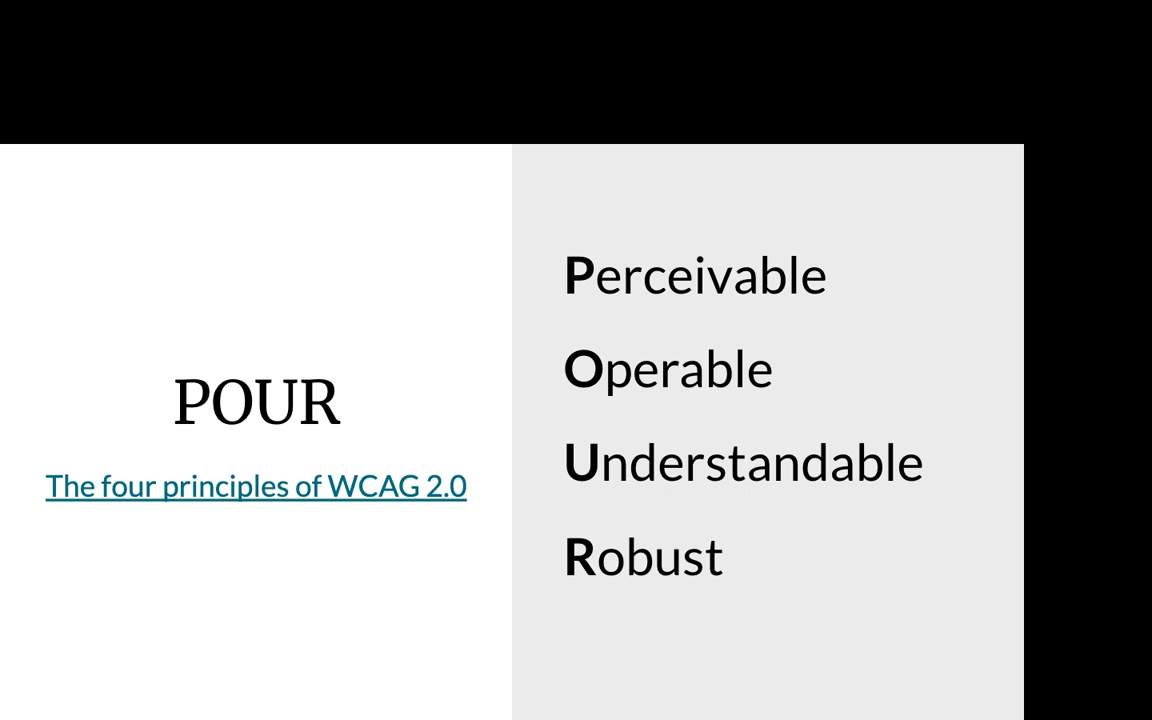 POUR
The four principles of WCAG 2.0
Perceivable
Operable
Understandable
Robust